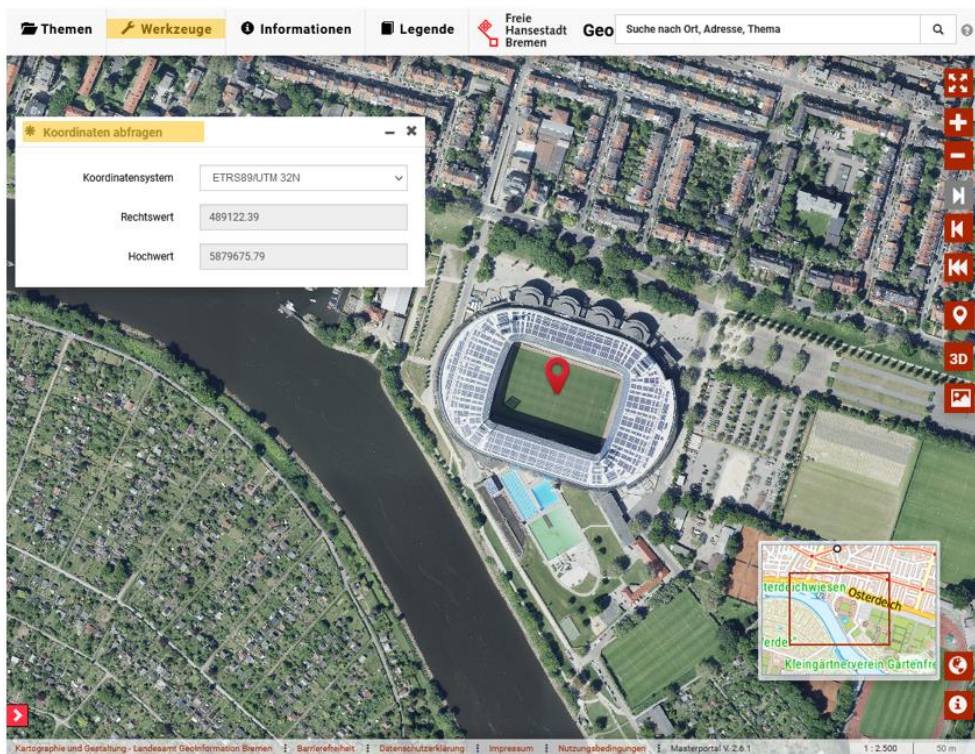 Themen
Werkzeuge
Informationen
Legende
Freie
Hansestadt
Bremen
Geo
Suche nach Ort, Adresse, Thema
Koordinaten abfragen
Koordinatensystem
ETRS89/UTM 32N
Rechtswert
489122.39
Hochwert
5879675.79
3D
terdeichwiesen
Osterdeich
erde
Kleingärtnerverein Gartenfre
Kartographie und Gestaltung - Landesamt GeoInformation Bremen
Barrierefreiheit
Datenschutzerklärung
Impressum
Nutzungsbedingungen
Masterportal V. 2.6.1
1 : 2.500
50 m